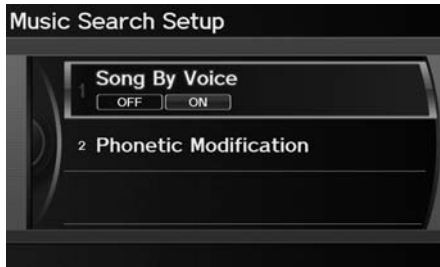 Music Search Setup
1 Song By Voice
OFF ON
2 Phonetic Modification